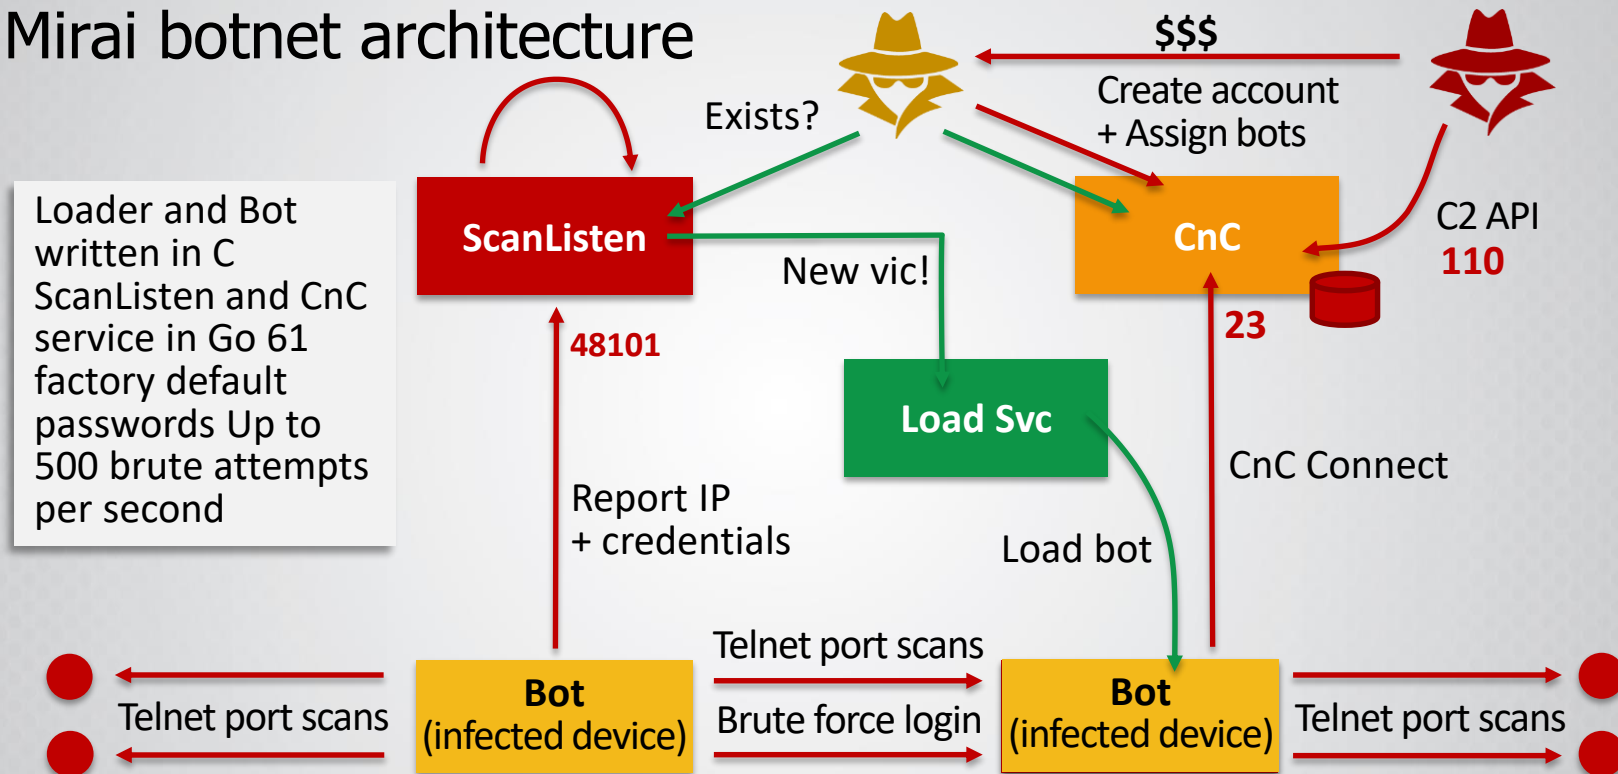 Mirai botnet architecture
$$$
Exists?
Create account
+ Assign bots
Loader and Bot
written in C
ScanListen and CnC
service in Go 61
factory default
passwords Up to
500 brute attempts
per second
ScanListen
CnC
C2 API
110
New vic!
48101
23
Load Svc
CnC Connect
Report IP
+ credentials
Load bot
Telnet port scans
Bot
(infected device)
Telnet port scans
Brute force login
Bot
(infected device)
Telnet port scans